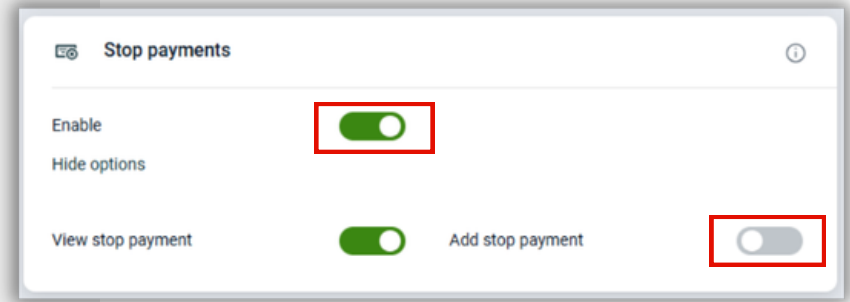 Stop payments
Enable
Hide options
View stop payment
Add stop payment